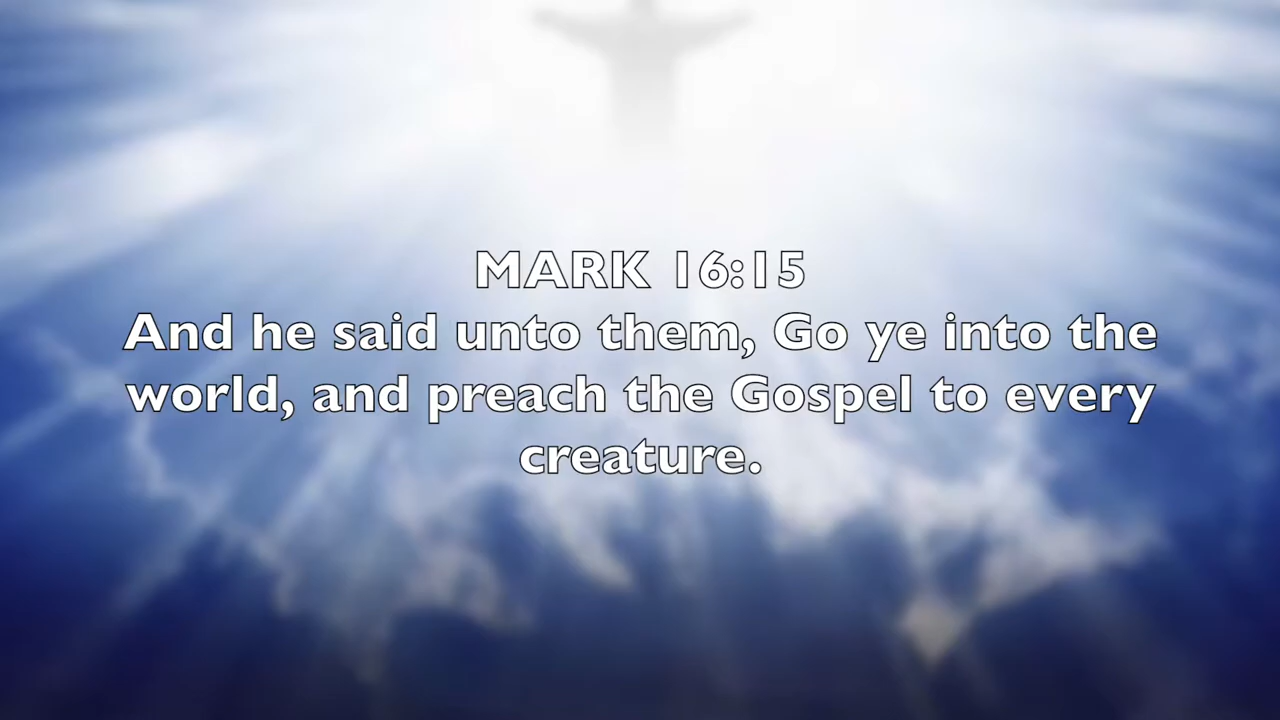 MARK 16:15
And he said unto them, Go ye into the
world, and preach the Gospel to every
creature.